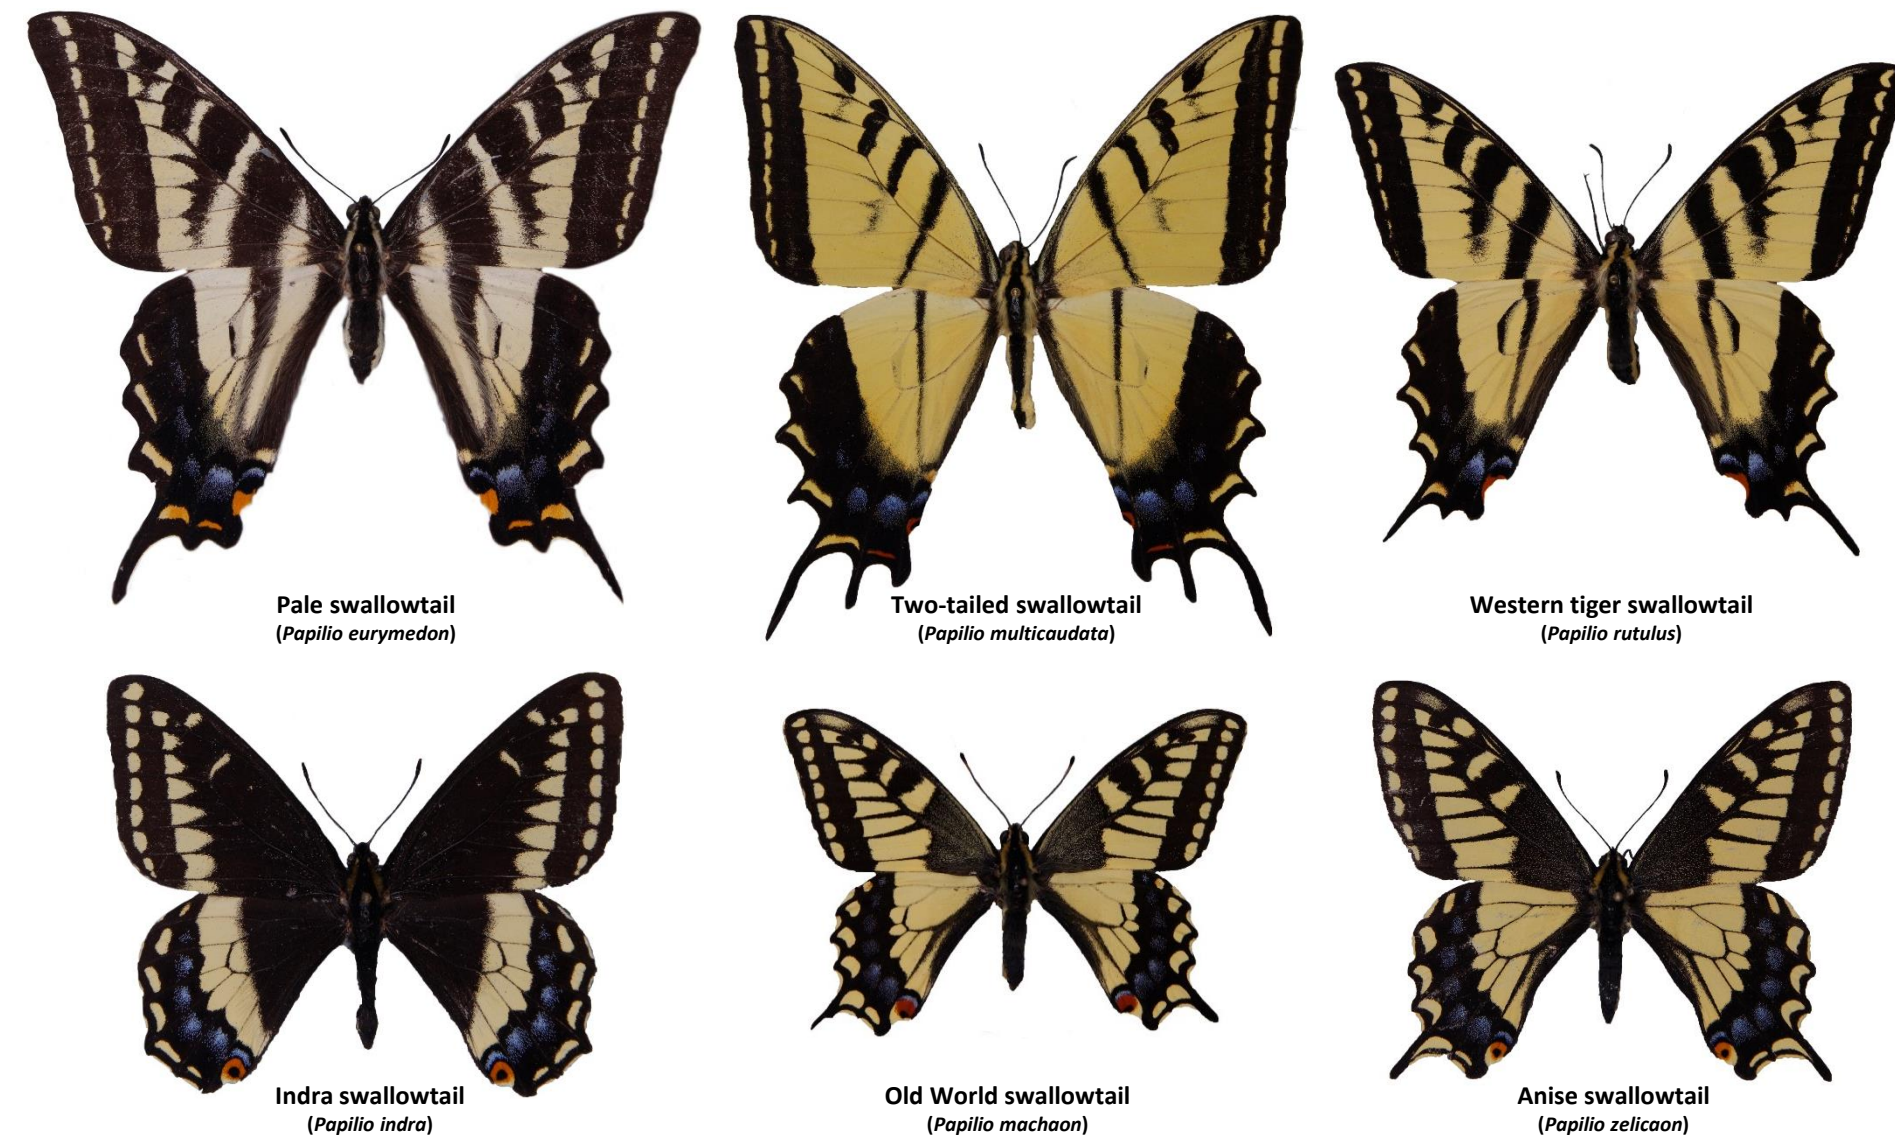 Pale swallowtail
(Papilio eurymedon)
Two-tailed swallowtail
(Papilio multicaudata)
Western tiger swallowtail
(Papilio rutulus)
Indra swallowtail
(Papilio indra)
Old World swallowtail
(Papilio machaon)
Anise swallowtail
(Papilio zelicaon)